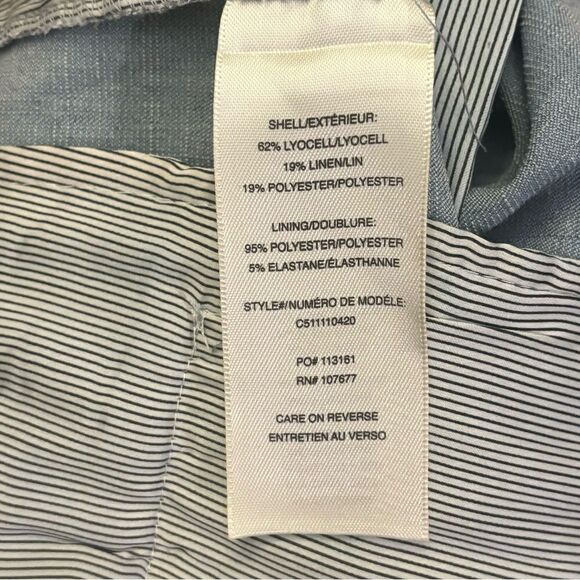 SHELL/EXTÉRIEUR:
62% LYOCELL/LYOCELL
19% LINEN/LIN
19% POLYESTER/POLYESTER
LINING/DOUBLURE:
95% POLYESTER/POLYESTER
5% ELASTANE/ÉLASTHANNE
STYLE#/NUMÉRO DE MODÈLE:
C511110420
PO# 113161
RN# 107677
CARE ON REVERSE
ENTRETIEN AU VERSO